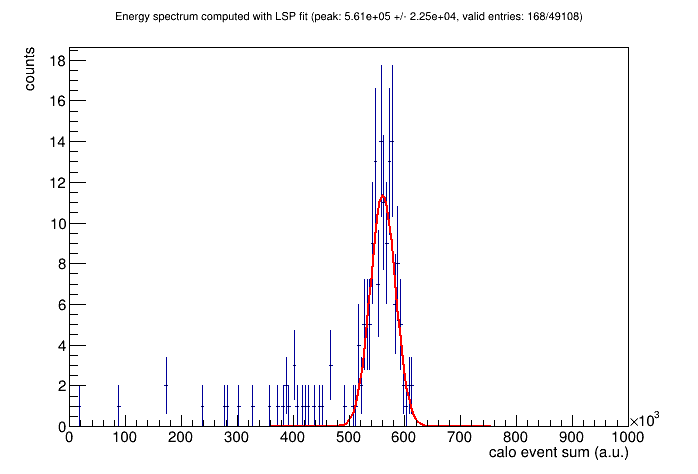 Energy spectrum computed with LSP fit (peak: 5.61e+05 +/- 2.25e+04, valid entries: 168/49108)
counts
18
16
14
12
10
8
6
4
2
0
0 100 200 300 400 500 600 700 800 900 1000
×10³
calo event sum (a.u.)